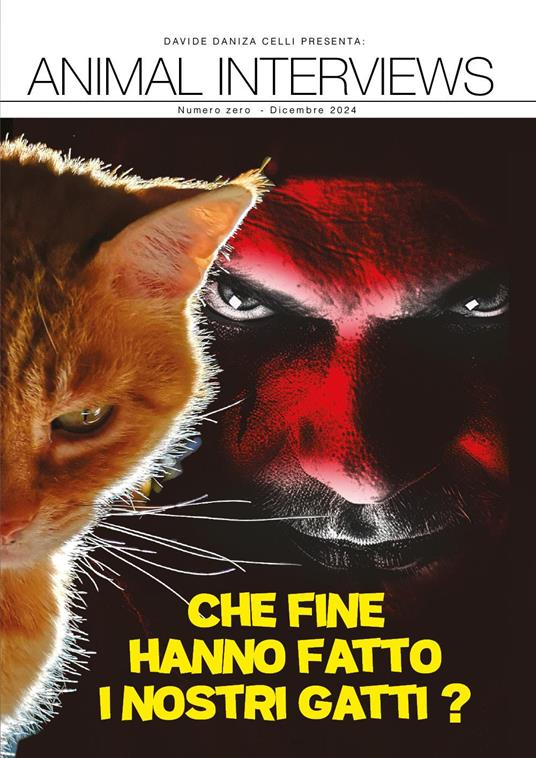 DAVIDE DANIZA CELLI PRESENTA:
ANIMAL INTERVIEWS
Numero zero - Dicembre 2024
CHE FINE
HANNO FATTO
I NOSTRI GATTI ?